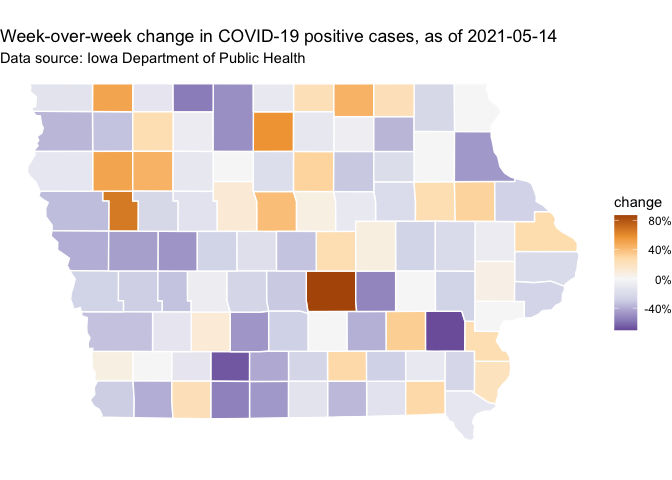 Week-over-week change in COVID-19 positive cases, as of 2021-05-14
Data source: Iowa Department of Public Health
change
80%
40%
0%
-40%